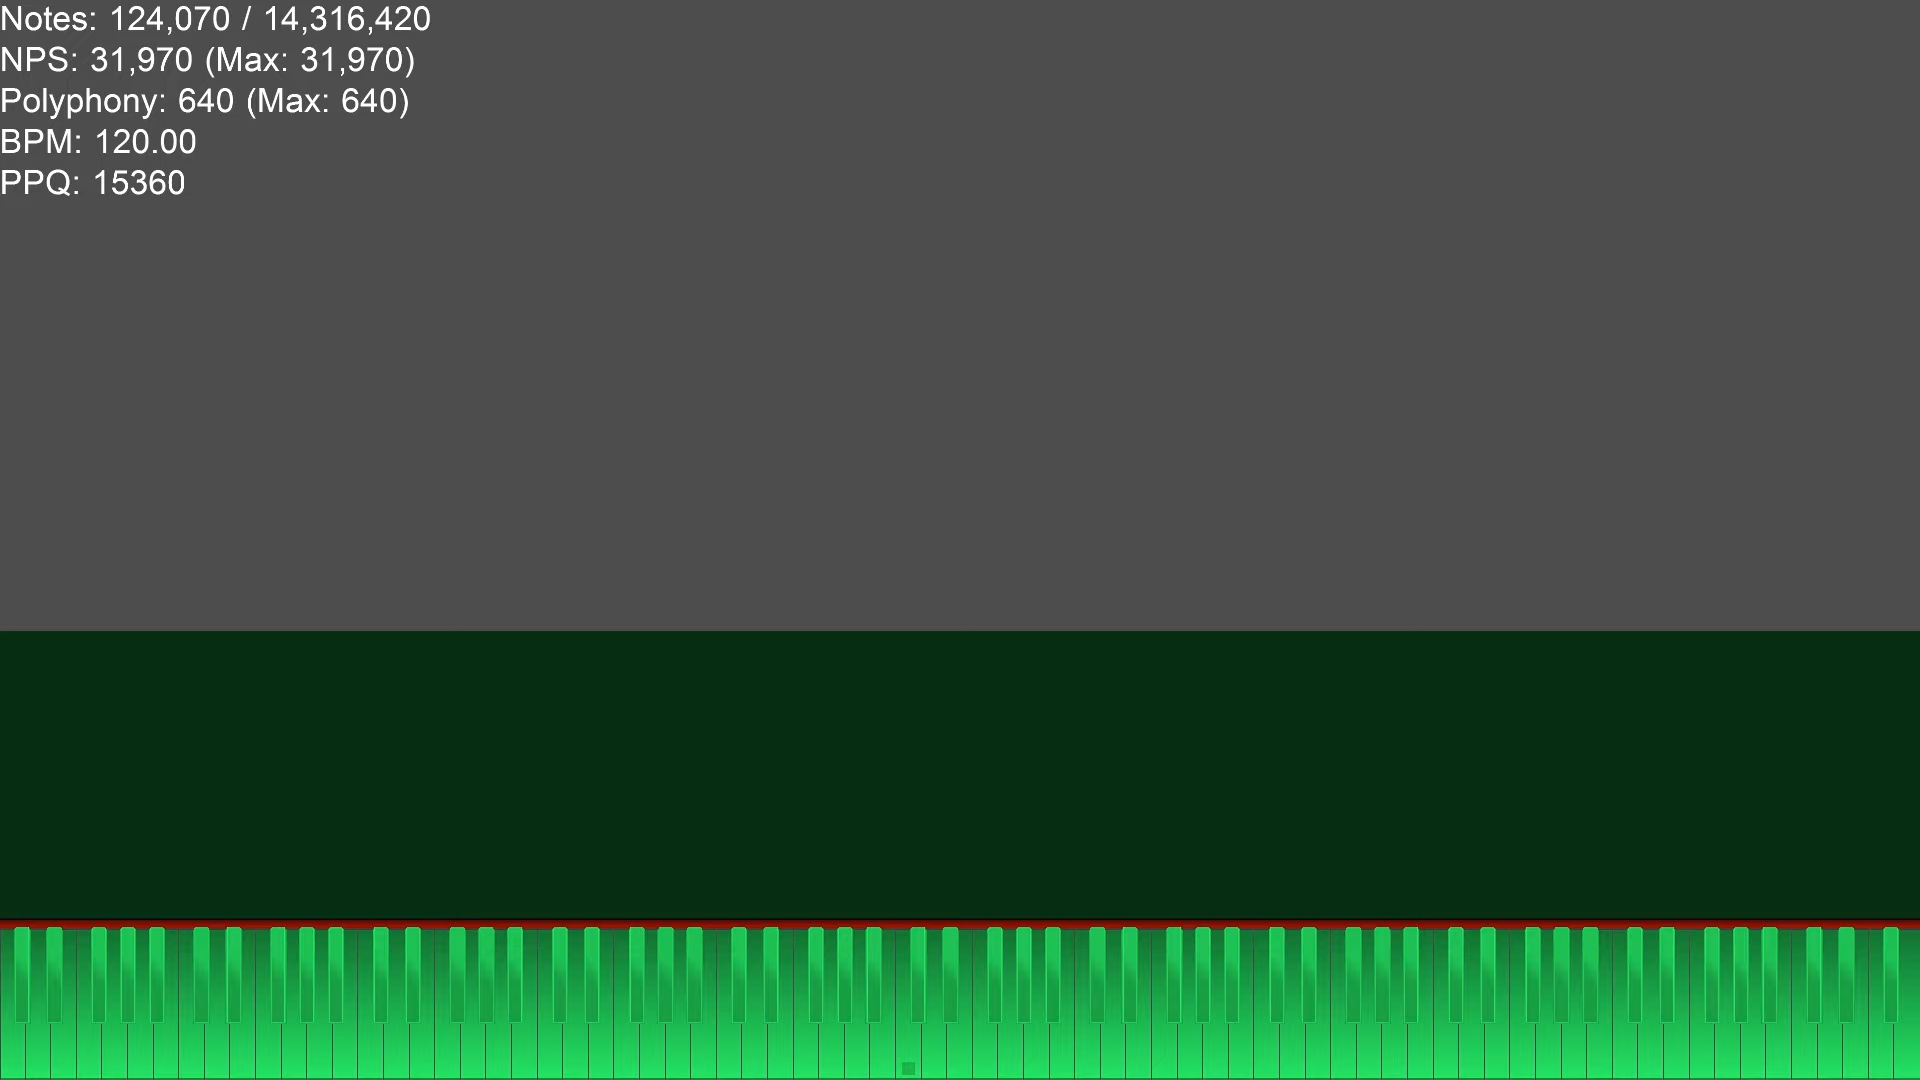 Notes: 124,070 / 14,316,420
NPS: 31,970 (Max: 31,970)
Polyphony: 640 (Max: 640)
BPM: 120.00
PPQ: 15360